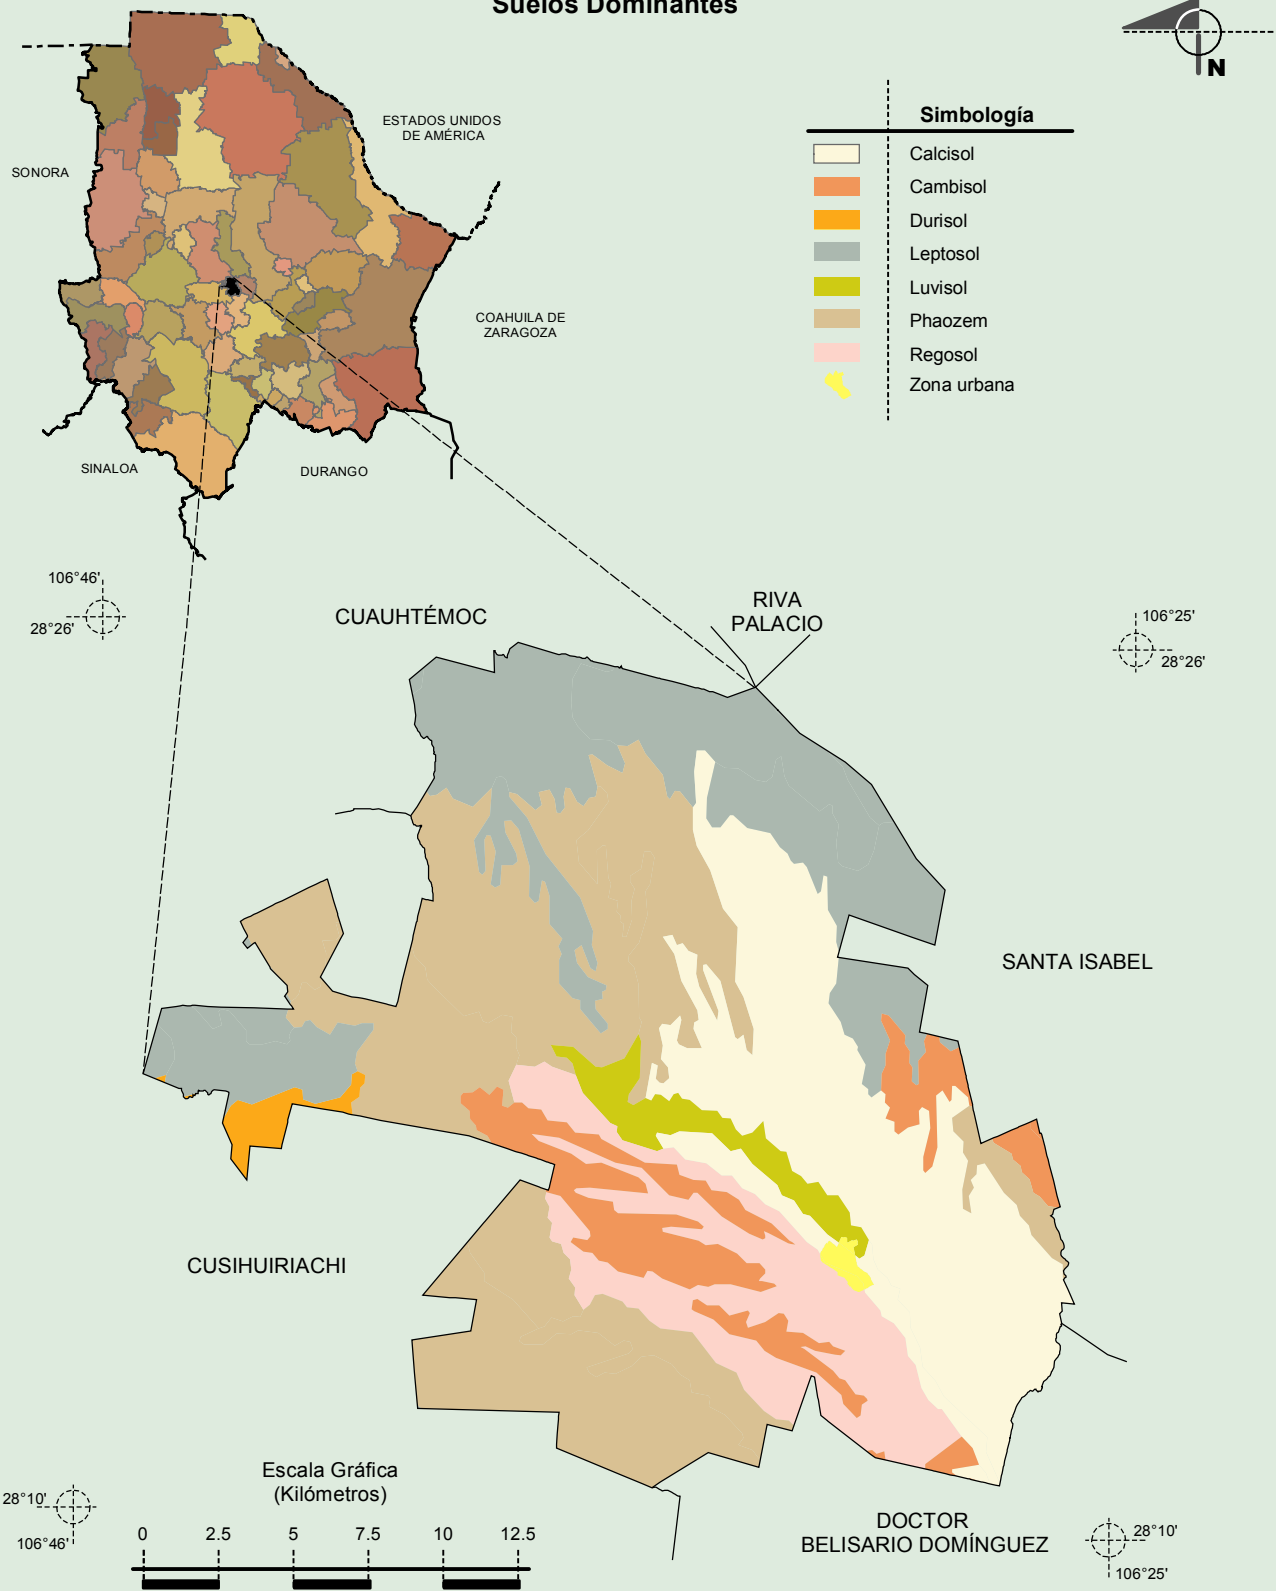 Suelos Dominantes
N
ESTADOS UNIDOS
DE AMÉRICA
SONORA
COAHUILA DE
ZARAGOZA
SINALOA
DURANGO
Simbología
Calcisol
Cambisol
Durisol
Leptosol
Luvisol
Phaozem
Regosol
Zona urbana
106°46'
28°26'
CUAUHTÉMOC
RIVA
PALACIO
106°25'
28°26'
SANTA ISABEL
CUSIHUIRIACHI
DOCTOR
BELISARIO DOMÍNGUEZ
28°10'
106°46'
Escala Gráfica
(Kilómetros)
0 2.5 5 7.5 10 12.5
28°10'
106°25'